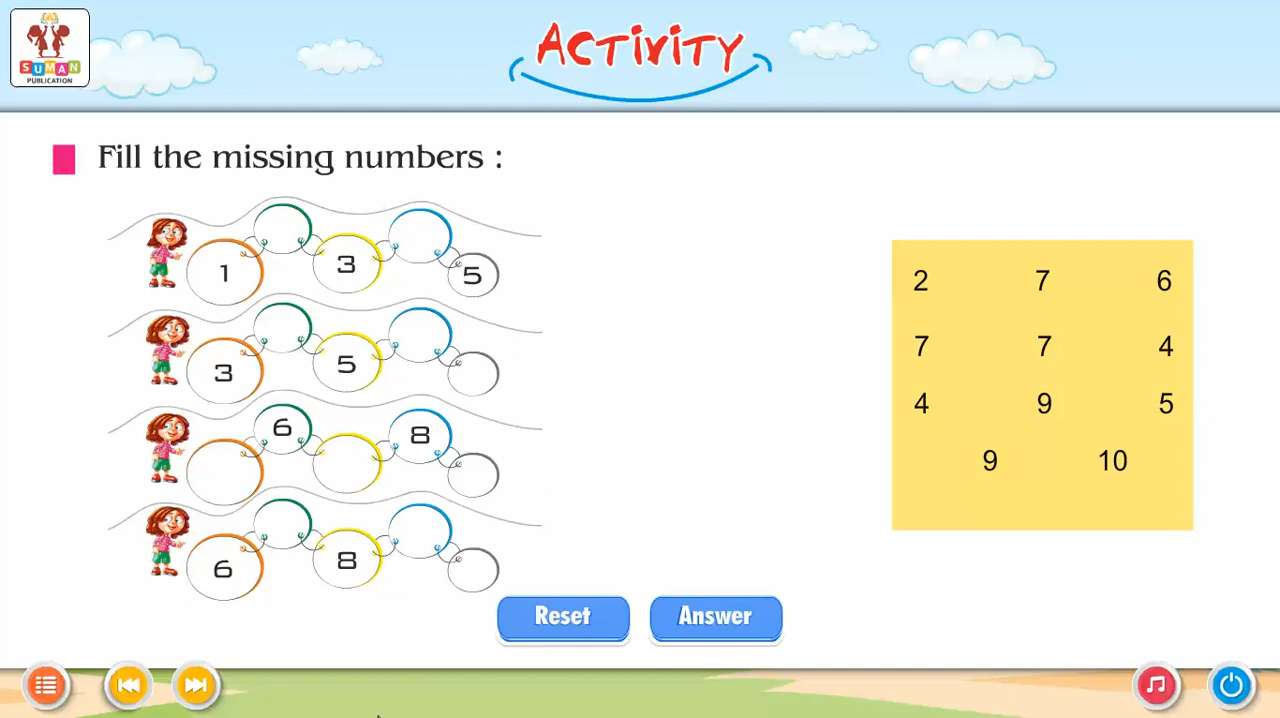 SUMAN
PUBLICATION
ACTIVITY
Fill the missing numbers :
1 3 5
3 5
6 8
6 8
2 7 6
7 7 4
4 9 5
9 10
Reset Answer